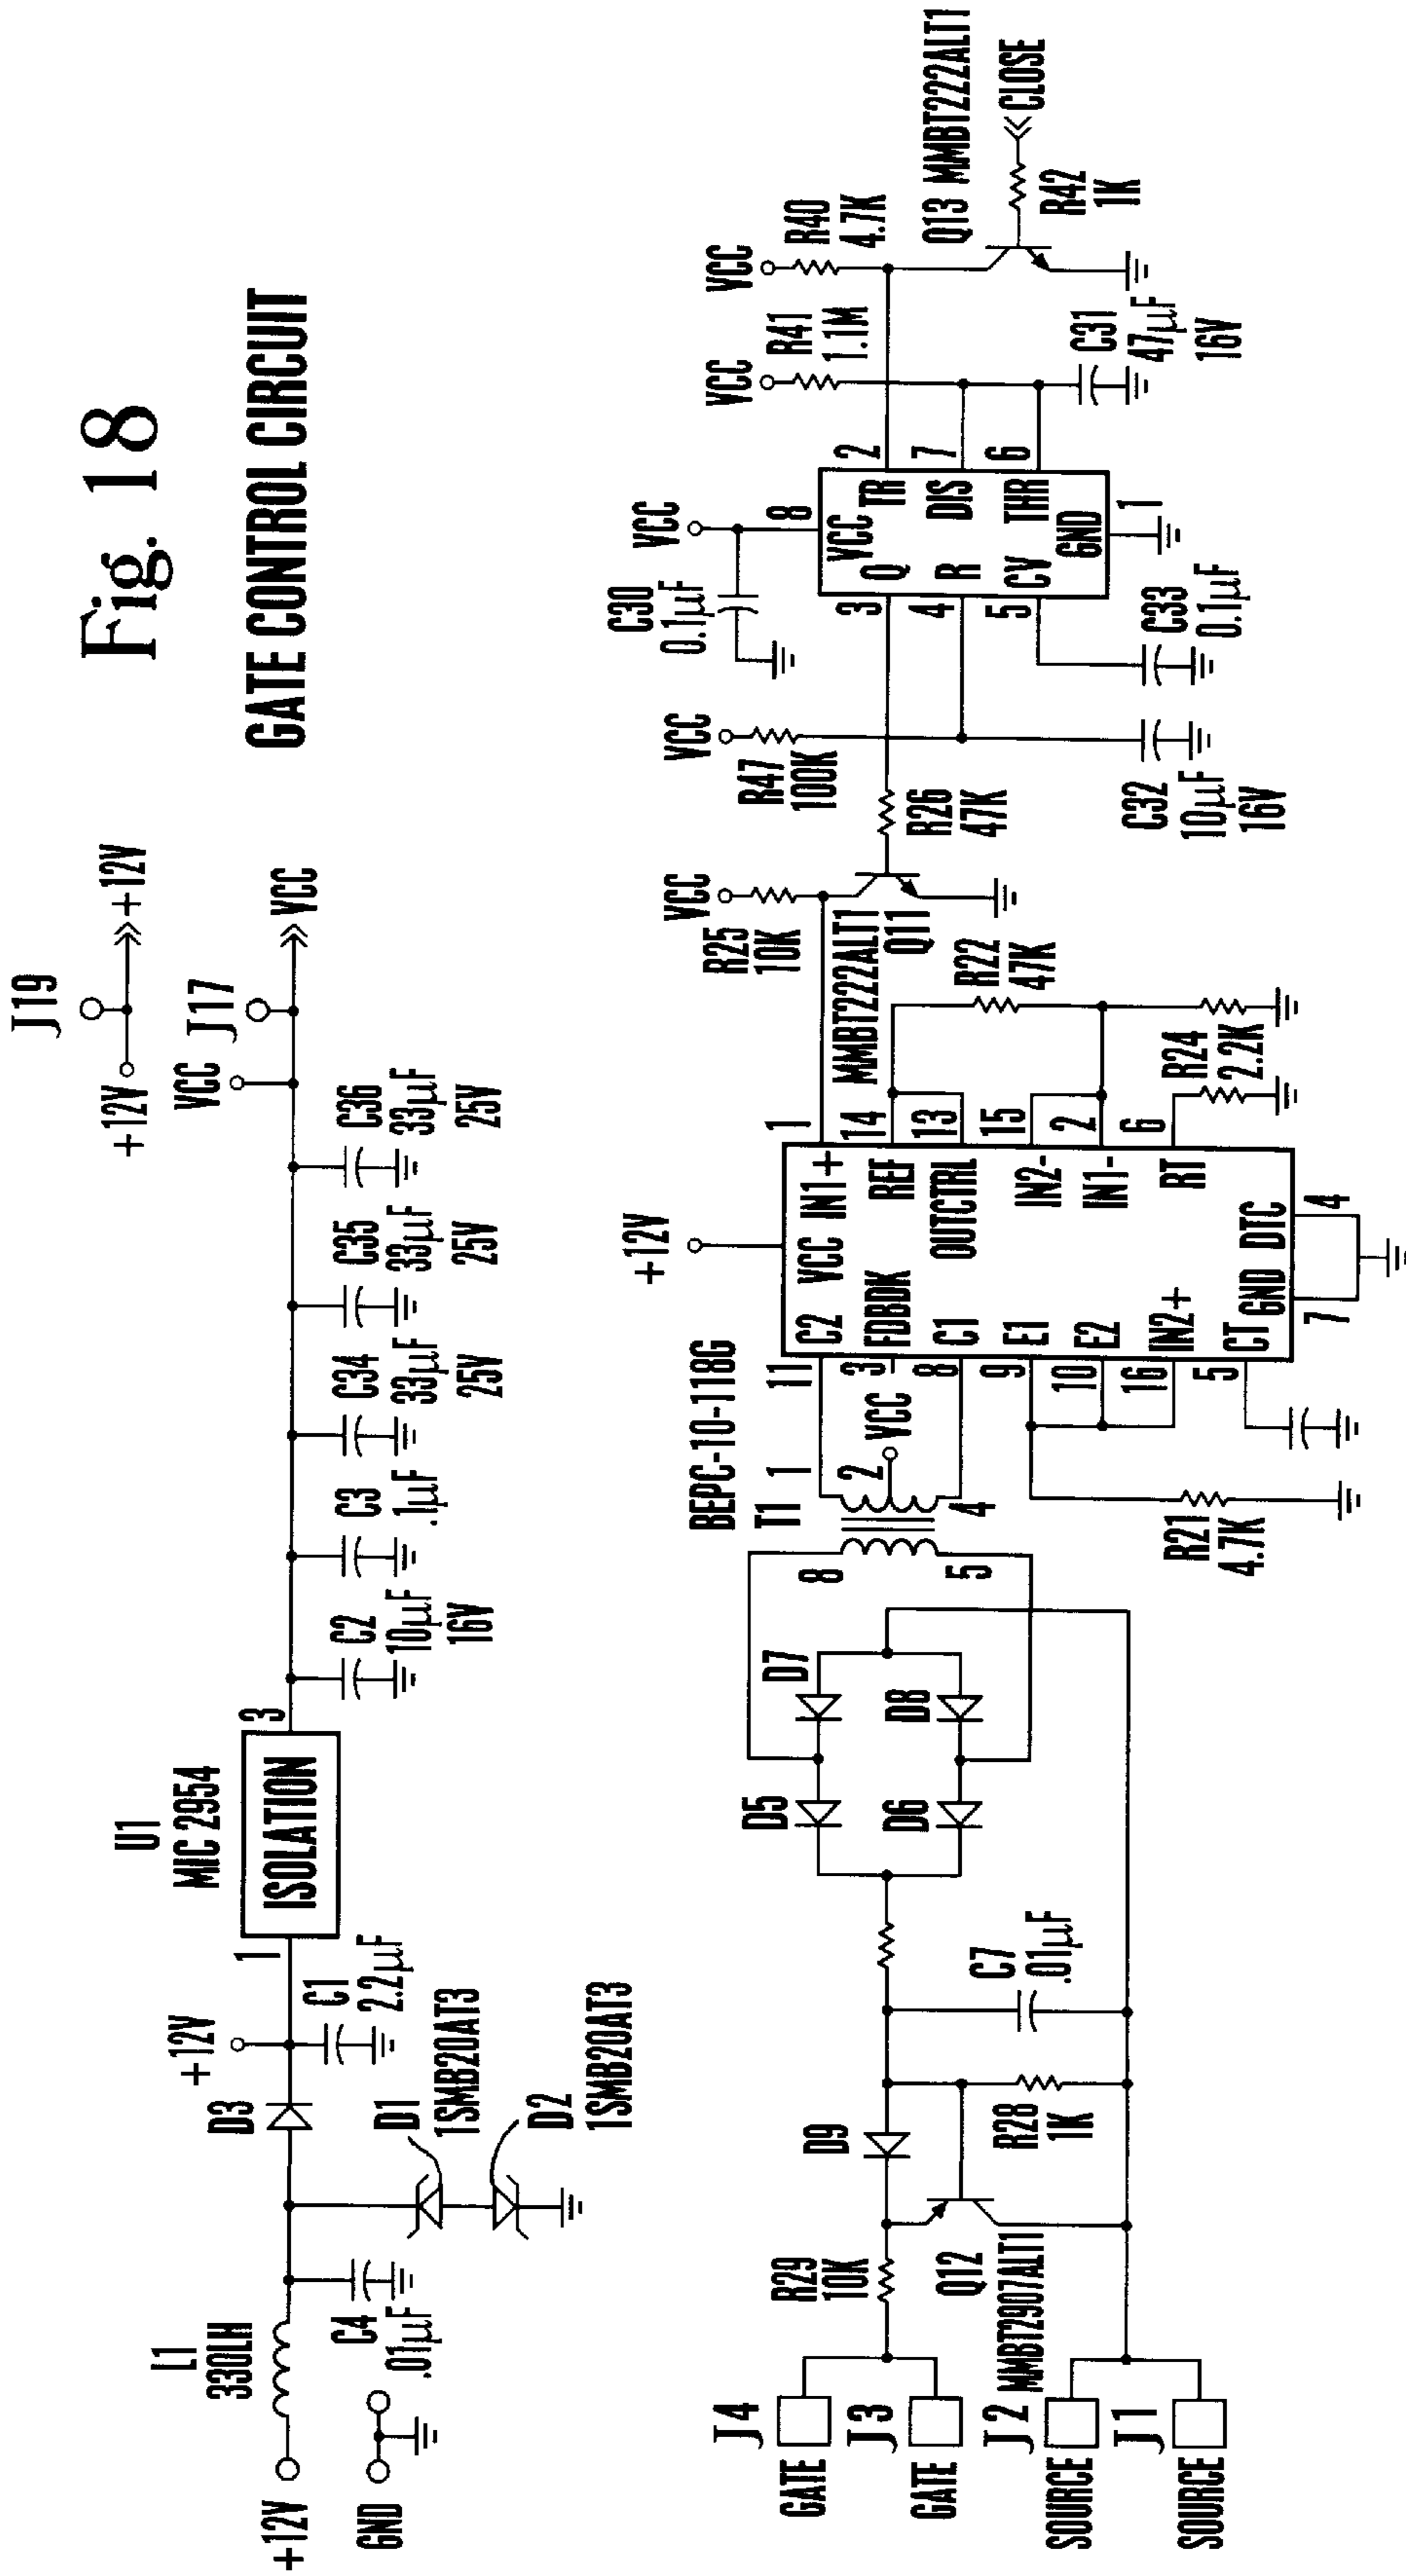 Fig. 18
GATE CONTROL CIRCUIT
J19
+12V
+12V
+12V
L1
330LH
GND
C4
.01µF
D3
D1
1SMB20AT3
D2
1SMB20AT3
+12V
C1
2.2µF
U1
MIC 2954
1
ISOLATION
3
C2
10µF
16V
C3
.1µF
C34
33µF
25V
C35
33µF
25V
C36
33µF
25V
VCC
J17
VCC
J4
GATE
J3
GATE
J2
SOURCE
J1
SOURCE
R29
10K
Q12
MMBT2907ALT1
D9
R28
1K
C7
.01µF
D5
D6
D7
D8
8
5
T1
BEPC-10-118G
1
2
VCC
4
R21
4.7K
11
3
8
9
10
16
5
+12V
C2
VCC
IN1+
FDBDK
REF
C1
OUTCTRL
E1
IN2-
E2
IN1-
IN2+
RT
CT
GND
DTC
7
4
1
14
13
15
2
6
R24
2.2K
R22
47K
VCC
R25
10K
MMBT222ALT1
Q11
R26
47K
VCC
R47
100K
C32
10µF
16V
C30
0.1µF
VCC
8
3
4
5
VCC
Q
TR
R
DIS
CV
THR
GND
1
2
7
6
C33
0.1µF
VCC
R41
1.1M
VCC
R40
4.7K
C31
47µF
16V
Q13 MMBT222ALT1
R42
1K
CLOSE